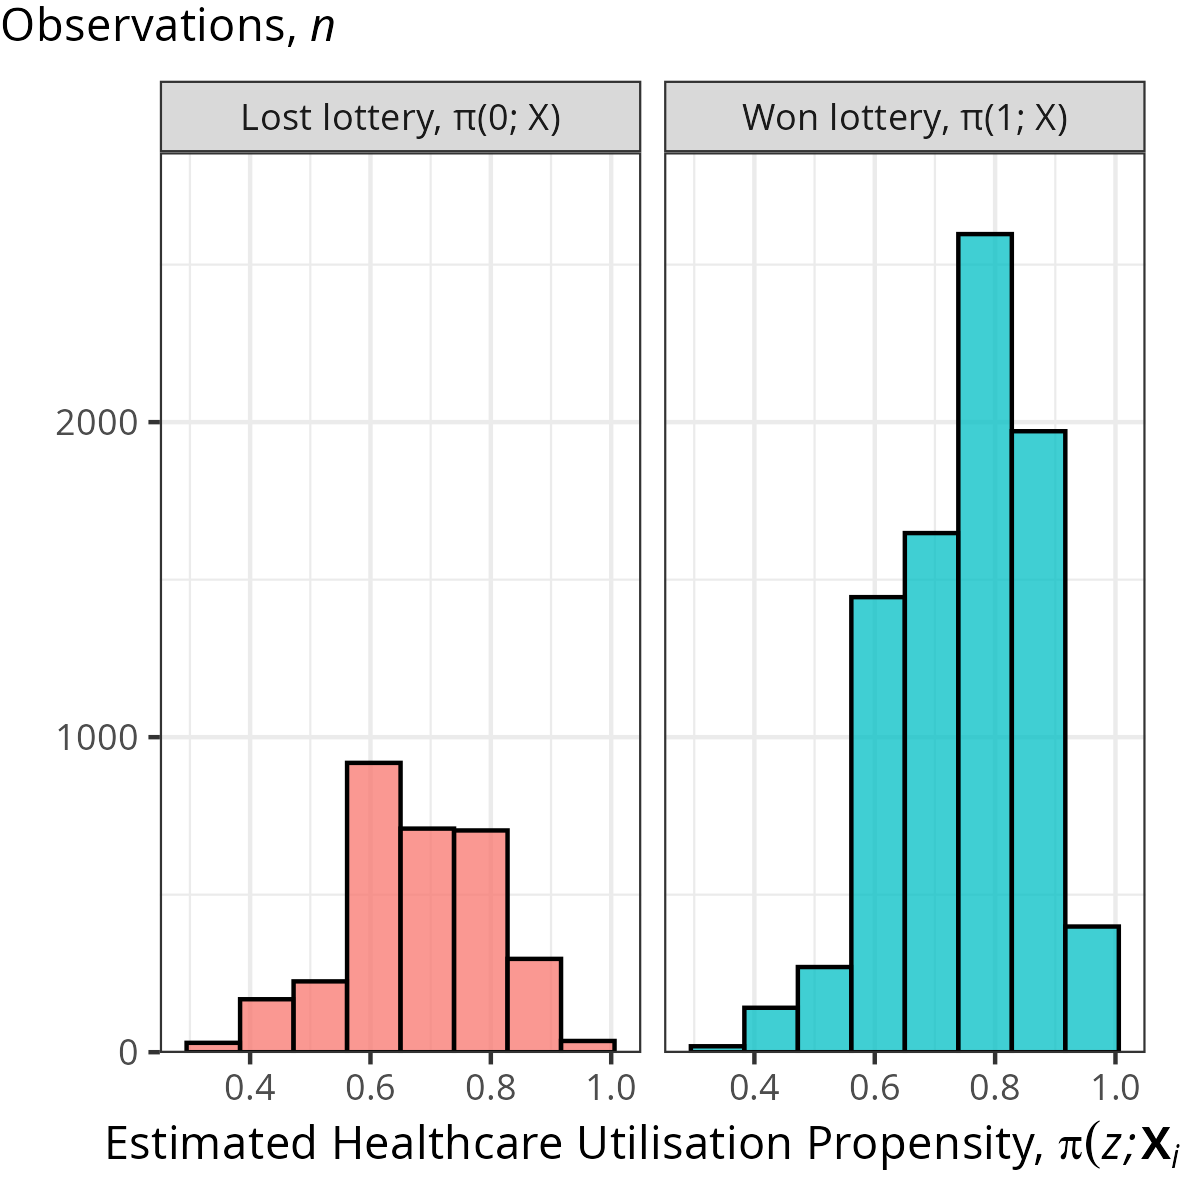 Observations, n
Lost lottery, π(0; X)
Won lottery, π(1; X)
2000
1000
0
0.4 0.6 0.8 1.0
0.4 0.6 0.8 1.0
Estimated Healthcare Utilisation Propensity, π(z; Xi